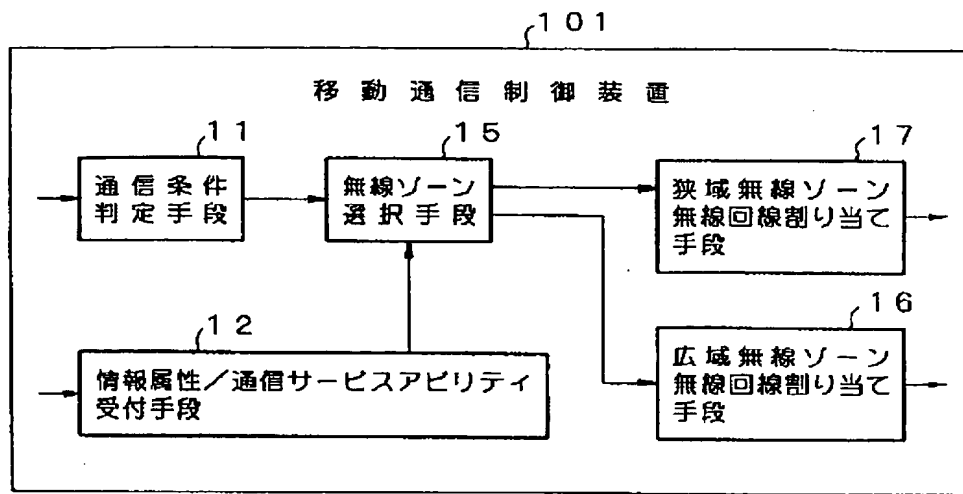 101
移動通信制御装置
11
通信条件
判定手段
15
無線ゾーン
選択手段
17
狭域無線ゾーン
無線回線割り当て
手段
12
情報属性／通信サービスアビリティ
受付手段
16
広域無線ゾーン
無線回線割り当て
手段